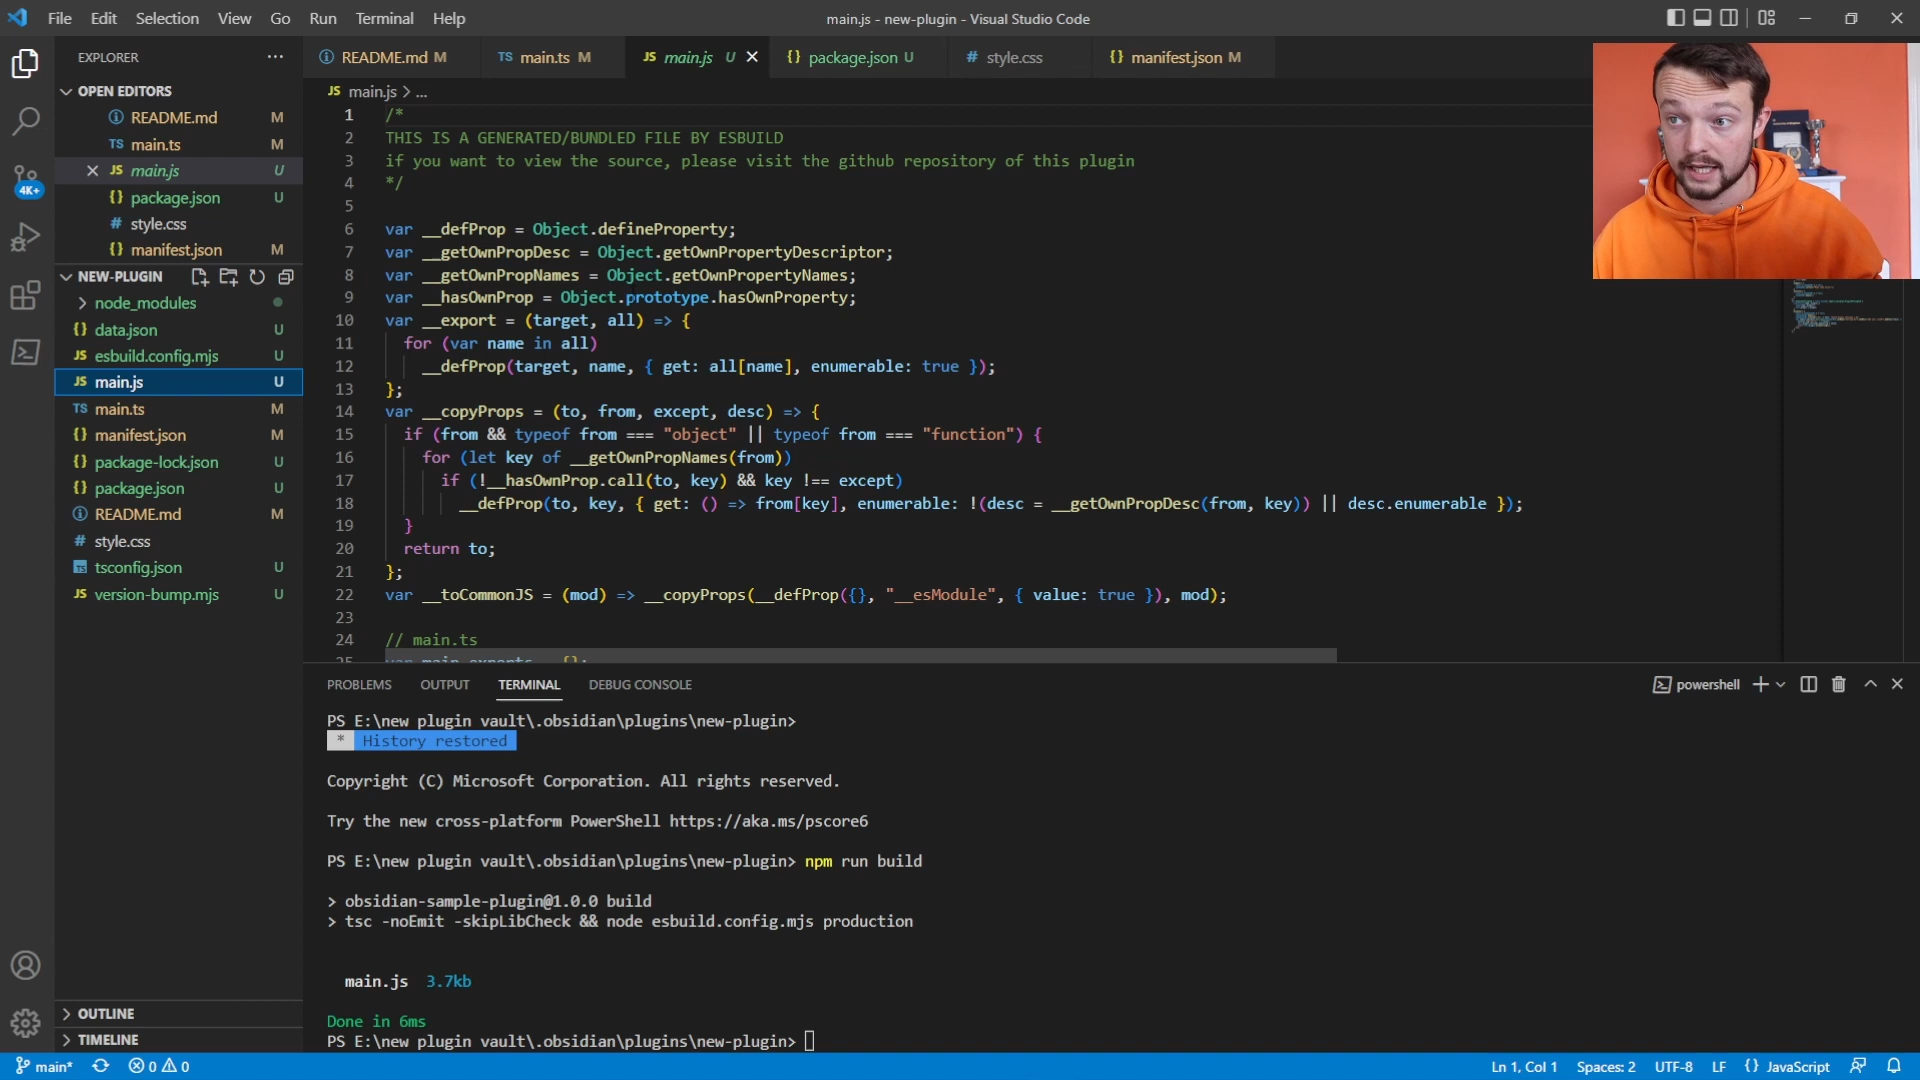 File Edit Selection View Go Run Terminal Help
main.js - new-plugin - Visual Studio Code
EXPLORER
README.md M
TS main.ts M
JS main.js U
{} package.json U
# style.css
{} manifest.json M
OPEN EDITORS
README.md M
TS main.ts M
JS main.js U
{} package.json U
# style.css
{} manifest.json M
NEW-PLUGIN
node_modules
{} data.json U
JS esbuild.config.mjs U
JS main.js U
TS main.ts M
{} manifest.json M
{} package-lock.json U
{} package.json U
README.md M
# style.css
TS tsconfig.json U
JS version-bump.mjs U
OUTLINE
TIMELINE
4K+
JS main.js > ...
1 /*
2 THIS IS A GENERATED/BUNDLED FILE BY ESBUILD
3 if you want to view the source, please visit the github repository of this plugin
4 */
5
6 var __defProp = Object.defineProperty;
7 var __getOwnPropDesc = Object.getOwnPropertyDescriptor;
8 var __getOwnPropNames = Object.getOwnPropertyNames;
9 var __hasOwnProp = Object.prototype.hasOwnProperty;
10 var __export = (target, all) => {
11 for (var name in all)
12 __defProp(target, name, { get: all[name], enumerable: true });
13 };
14 var __copyProps = (to, from, except, desc) => {
15 if (from && typeof from === "object" || typeof from === "function") {
16 for (let key of __getOwnPropNames(from))
17 if (!__hasOwnProp.call(to, key) && key !== except)
18 __defProp(to, key, { get: () => from[key], enumerable: !(desc = __getOwnPropDesc(from, key)) || desc.enumerable });
19 }
20 return to;
21 };
22 var __toCommonJS = (mod) => __copyProps(__defProp({}, "__esModule", { value: true }), mod);
23
24 // main.ts
25 var main_exports = {};
PROBLEMS OUTPUT TERMINAL DEBUG CONSOLE
powershell
PS E:\new plugin vault\.obsidian\plugins\new-plugin>
* History restored
Copyright (C) Microsoft Corporation. All rights reserved.
Try the new cross-platform PowerShell https://aka.ms/pscore6
PS E:\new plugin vault\.obsidian\plugins\new-plugin> npm run build
> obsidian-sample-plugin@1.0.0 build
> tsc -noEmit -skipLibCheck && node esbuild.config.mjs production
main.js 3.7kb
Done in 6ms
PS E:\new plugin vault\.obsidian\plugins\new-plugin>
main* 0 0
Ln 1, Col 1 Spaces: 2 UTF-8 LF {} JavaScript